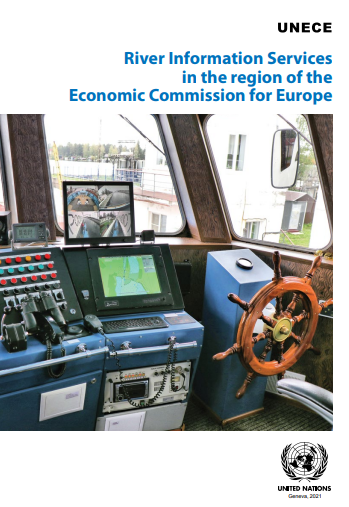 UNECE
River Information Services
in the region of the
Economic Commission for Europe
UNITED NATIONS
Geneva, 2021